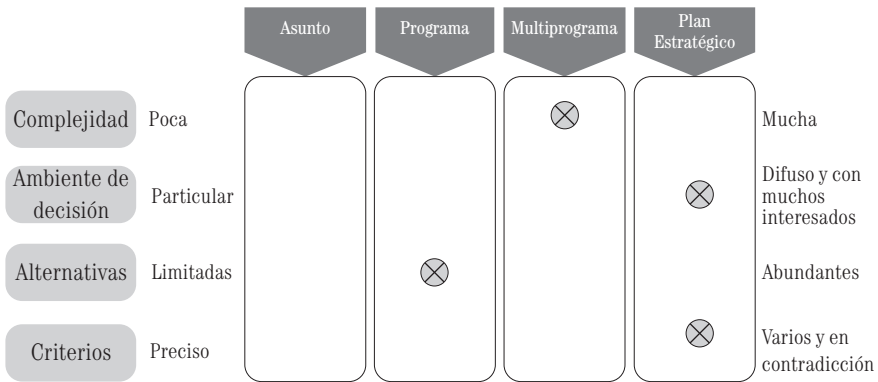 Asunto
Programa
Multiprograma
Plan
Estratégico
Complejidad
Poca
Mucha
Ambiente de
decisión
Particular
Difuso y con
muchos
interesados
Alternativas
Limitadas
Abundantes
Criterios
Preciso
Varios y en
contradicción